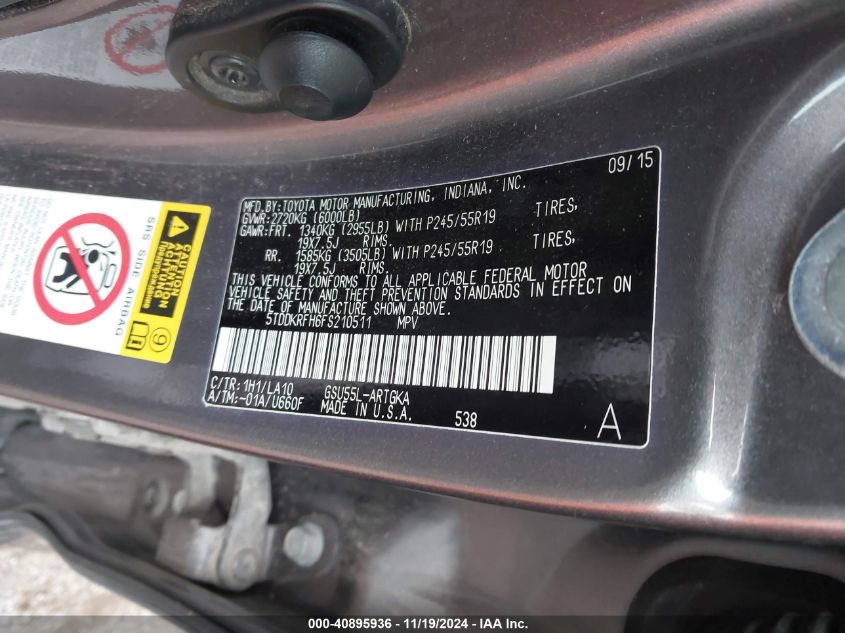 09/15
MFD.BY:TOYOTA MOTOR MANUFACTURING, INDIANA, INC.
GVWR:2720KG (6000LB)
GAWR:FRT. 1340KG (2955LB) WITH P245/55R19 TIRES,
19X7.5J RIMS.
RR. 1585KG (3505LB) WITH P245/55R19 TIRES,
19X7.5J RIMS.
THIS VEHICLE CONFORMS TO ALL APPLICABLE FEDERAL MOTOR
VEHICLE SAFETY AND THEFT PREVENTION STANDARDS IN EFFECT ON
THE DATE OF MANUFACTURE SHOWN ABOVE.
5TDDKRFH6FS210511 MPV
C/TR: 1H1/LA10 GSU55L-ARTGKA
A/TM:-01A/U660F MADE IN U.S.A.
538
A
SRS SIDE AIRBAG
CAUTION
ATTENTION
ACHTUNG
9
000-40895936 - 11/19/2024 - IAAI.com